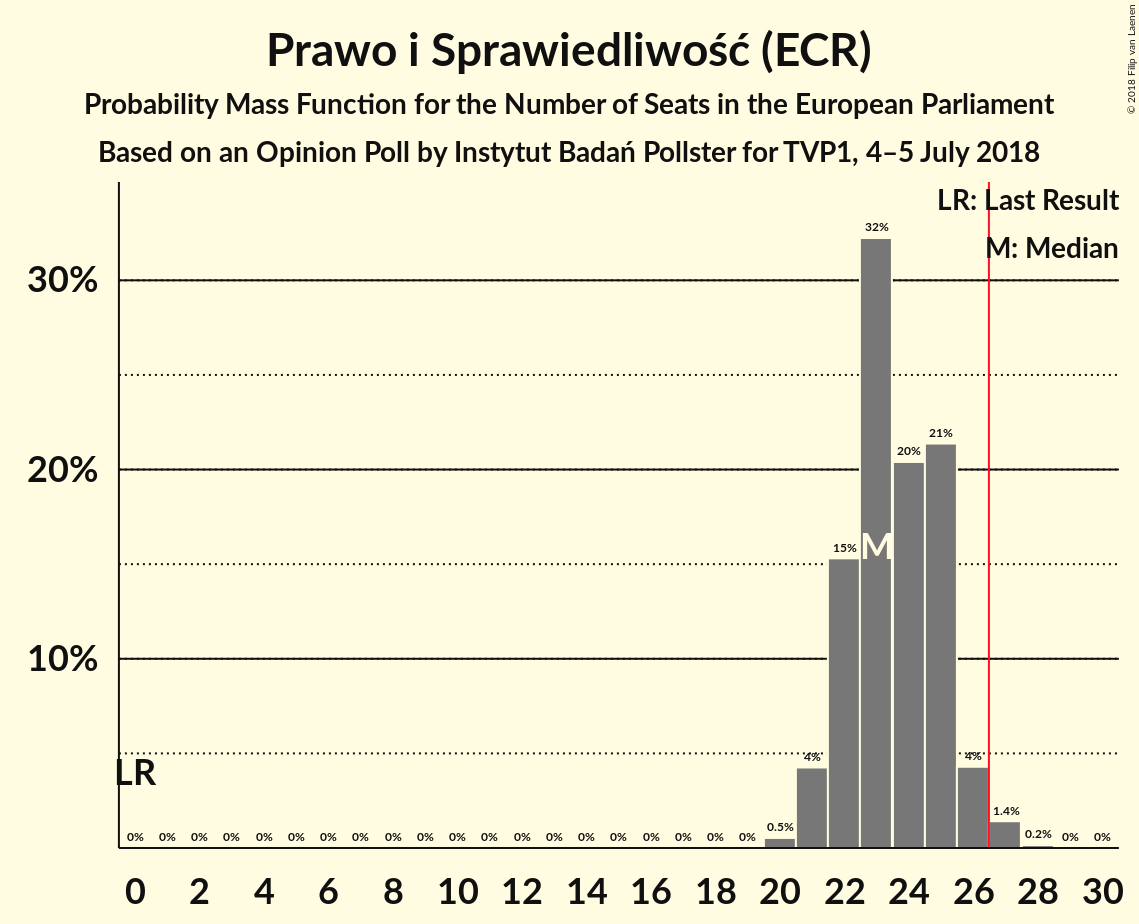 Prawo i Sprawiedliwość (ECR)
Probability Mass Function for the Number of Seats in the European Parliament
Based on an Opinion Poll by Instytut Badań Pollster for TVP1, 4–5 July 2018
© 2018 Filip van Laenen
LR: Last Result
M: Median
32%
30%
21%
20%
20%
15%
M
10%
4%
4%
LR
1.4%
0.5%
0.2%
0% 0% 0% 0% 0% 0% 0% 0% 0% 0% 0% 0% 0% 0% 0% 0% 0% 0% 0% 0% 0% 0%
0 2 4 6 8 10 12 14 16 18 20 22 24 26 28 30